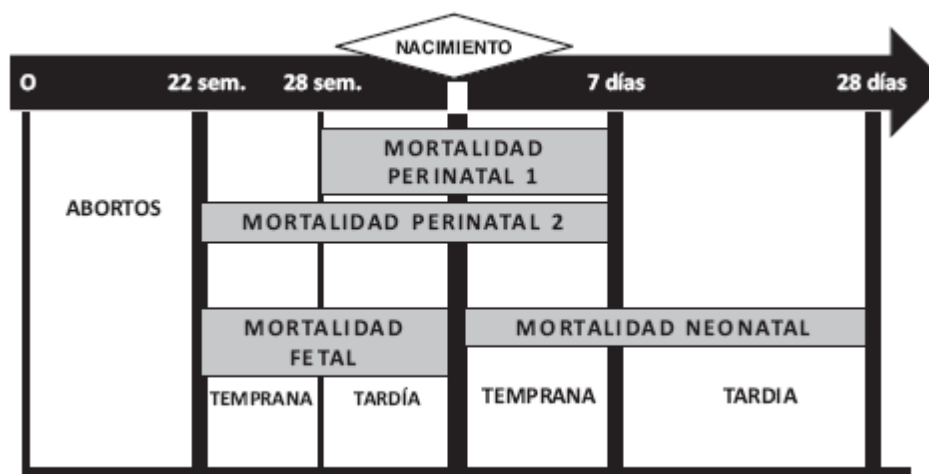 NACIMIENTO
O 22 sem. 28 sem. 7 días 28 días
MORTALIDAD
PERINATAL 1
ABORTOS
MORTALIDAD PERINATAL 2
MORTALIDAD
FETAL
MORTALIDAD NEONATAL
TEMPRANA TARDÍA TEMPRANA TARDIA